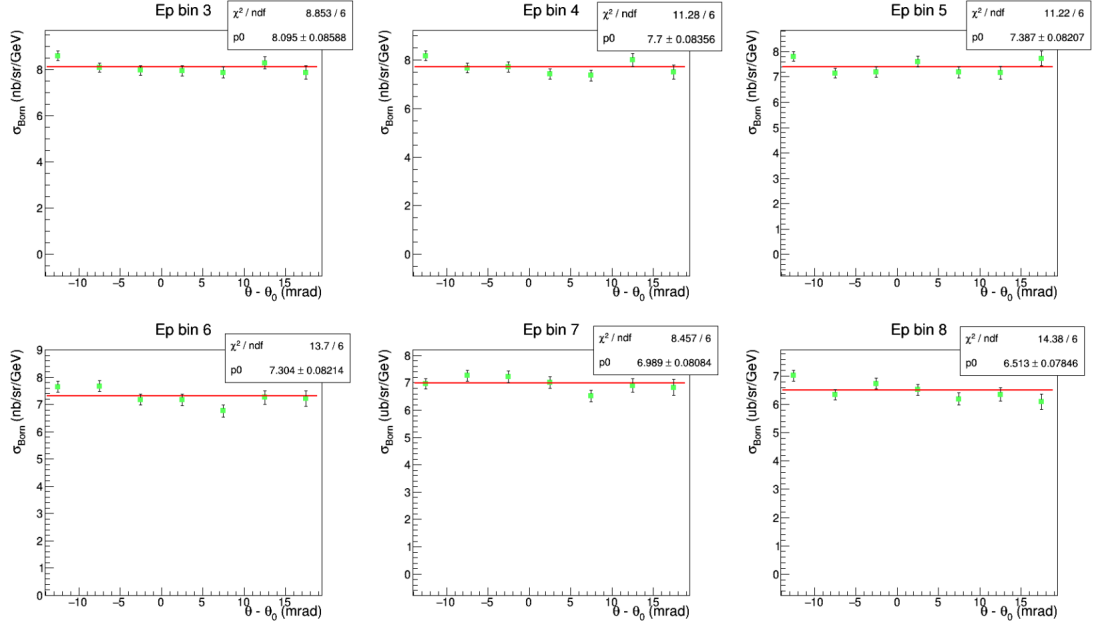 Ep bin 3
χ² / ndf 8.853 / 6
p0 8.095 ± 0.08588
σBorn (nb/sr/GeV)
8
6
4
2
0
−10 −5 0 5 10 15
θ - θ0 (mrad)
Ep bin 4
χ² / ndf 11.28 / 6
p0 7.7 ± 0.08356
σBorn (nb/sr/GeV)
8
6
4
2
0
−10 −5 0 5 10 15
θ - θ0 (mrad)
Ep bin 5
χ² / ndf 11.22 / 6
p0 7.387 ± 0.08207
σBorn (nb/sr/GeV)
8
7
6
5
4
3
2
1
0
−10 −5 0 5 10 15
θ - θ0 (mrad)
Ep bin 6
χ² / ndf 13.7 / 6
p0 7.304 ± 0.08214
σBorn (nb/sr/GeV)
9
8
7
6
5
4
3
2
1
0
−10 −5 0 5 10 15
θ - θ0 (mrad)
Ep bin 7
χ² / ndf 8.457 / 6
p0 6.989 ± 0.08084
σBorn (ub/sr/GeV)
8
7
6
5
4
3
2
1
0
−10 −5 0 5 10 15
θ - θ0 (mrad)
Ep bin 8
χ² / ndf 14.38 / 6
p0 6.513 ± 0.07846
σBorn (ub/sr/GeV)
7
6
5
4
3
2
1
0
−10 −5 0 5 10 15
θ - θ0 (mrad)